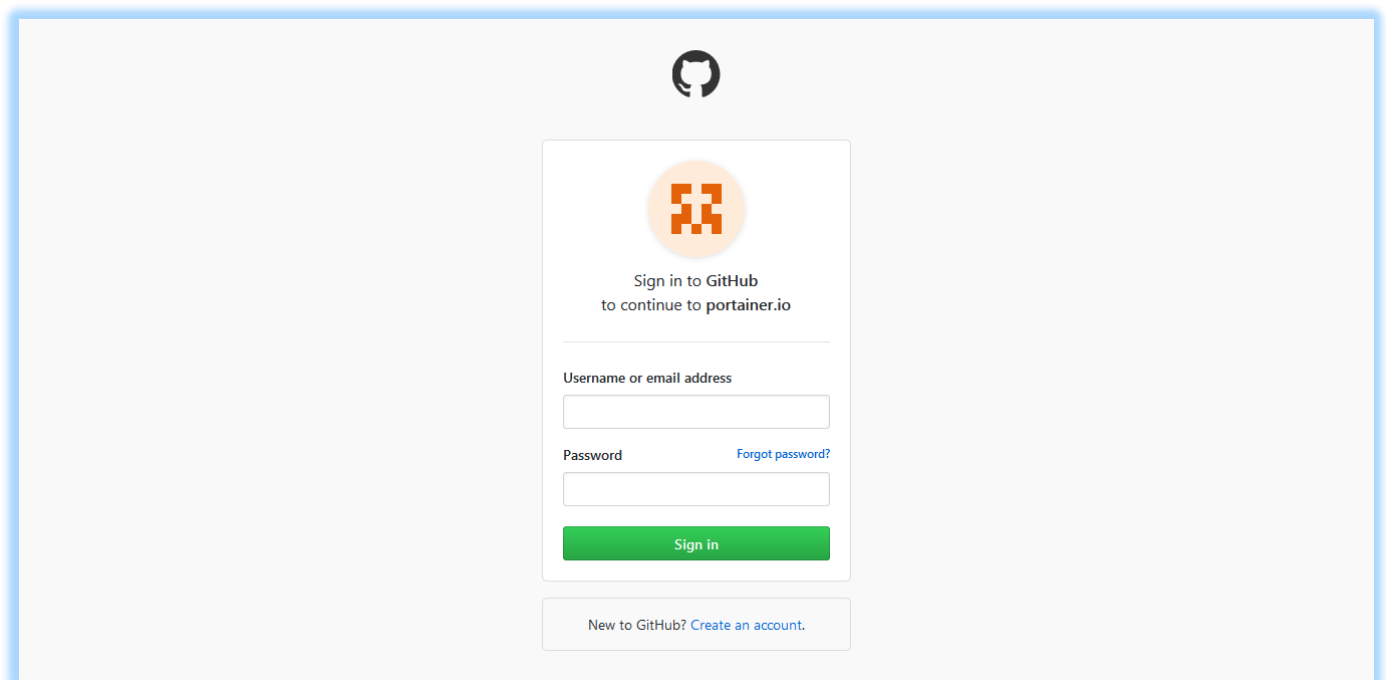 Sign in to GitHub
to continue to portainer.io
Username or email address
Password Forgot password?
Sign in
New to GitHub? Create an account.